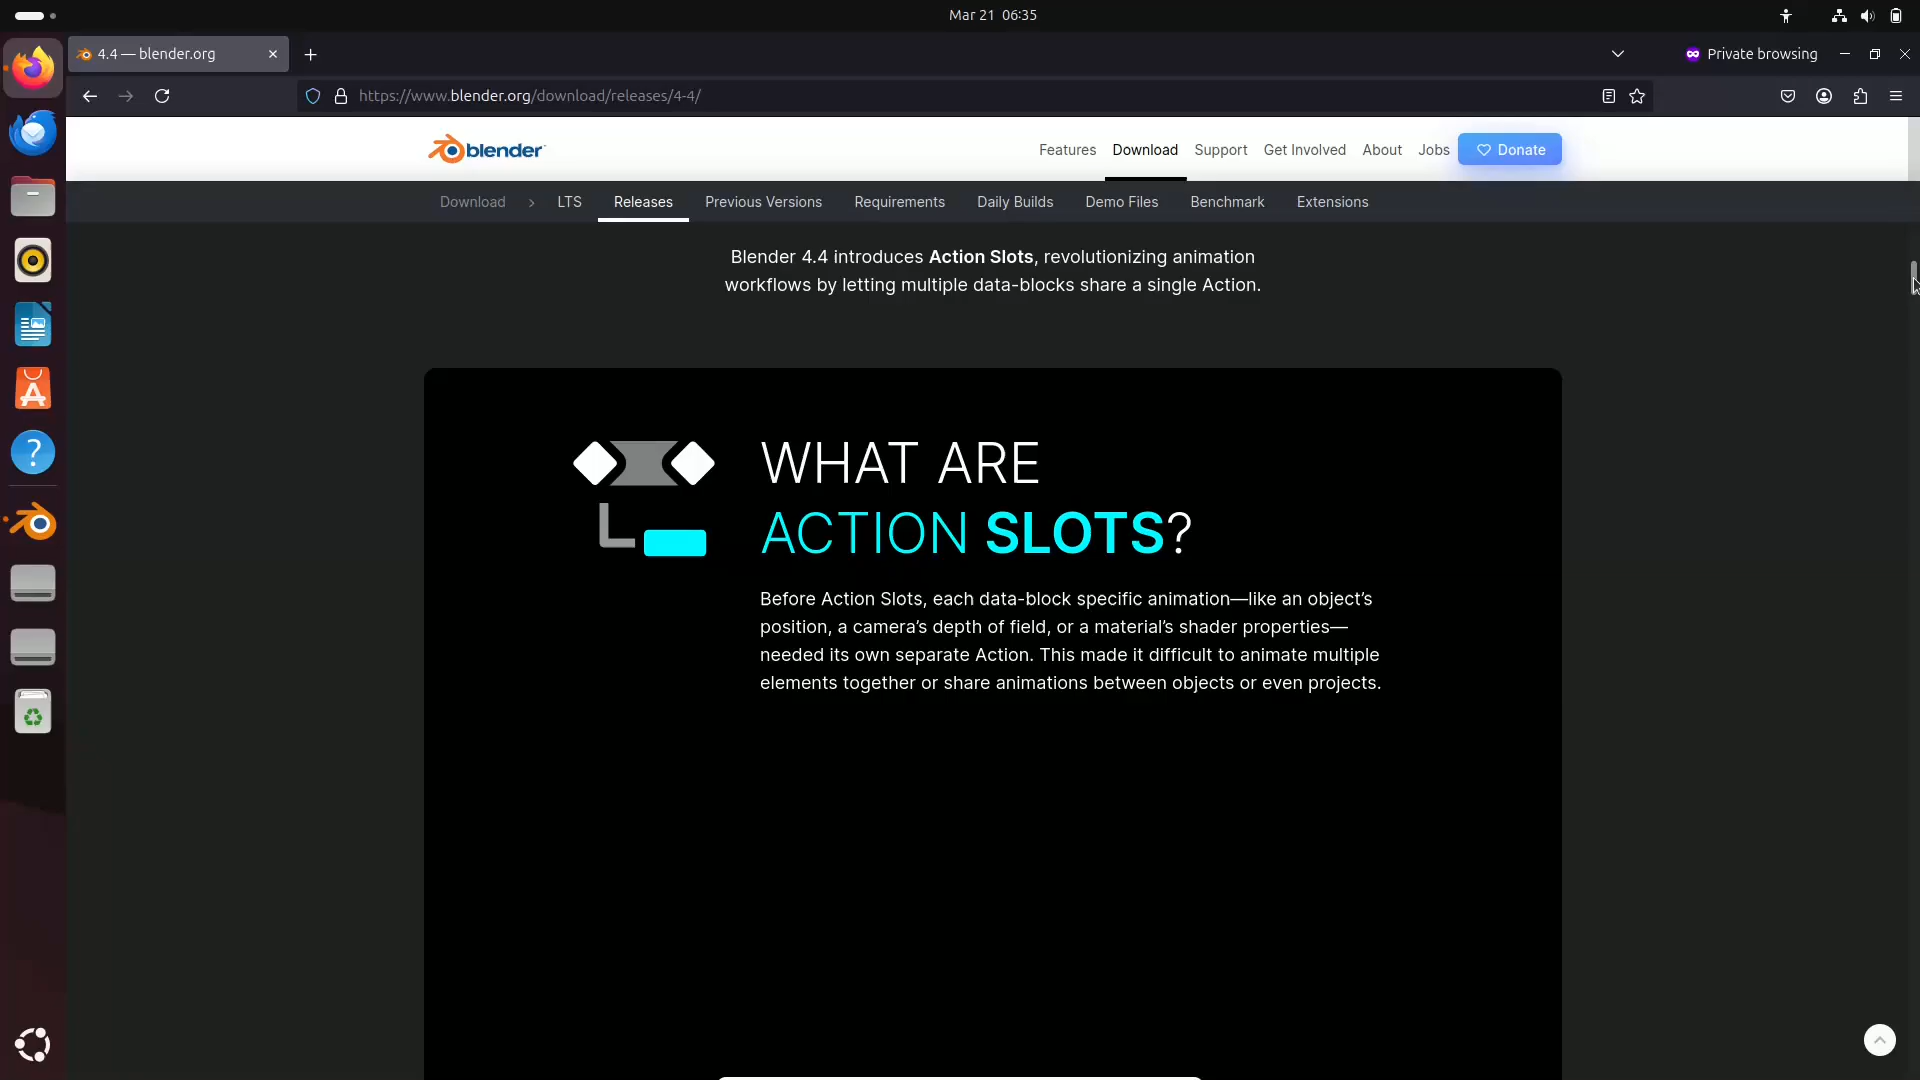 Mar 21 06:35
4.4 — blender.org
Private browsing
https://www.blender.org/download/releases/4-4/
blender
Features
Download
Support
Get Involved
About
Jobs
Donate
Download
LTS
Releases
Previous Versions
Requirements
Daily Builds
Demo Files
Benchmark
Extensions
Blender 4.4 introduces Action Slots, revolutionizing animation
workflows by letting multiple data-blocks share a single Action.
WHAT ARE
ACTION SLOTS?
Before Action Slots, each data-block specific animation—like an object’s
position, a camera’s depth of field, or a material’s shader properties—
needed its own separate Action. This made it difficult to animate multiple
elements together or share animations between objects or even projects.